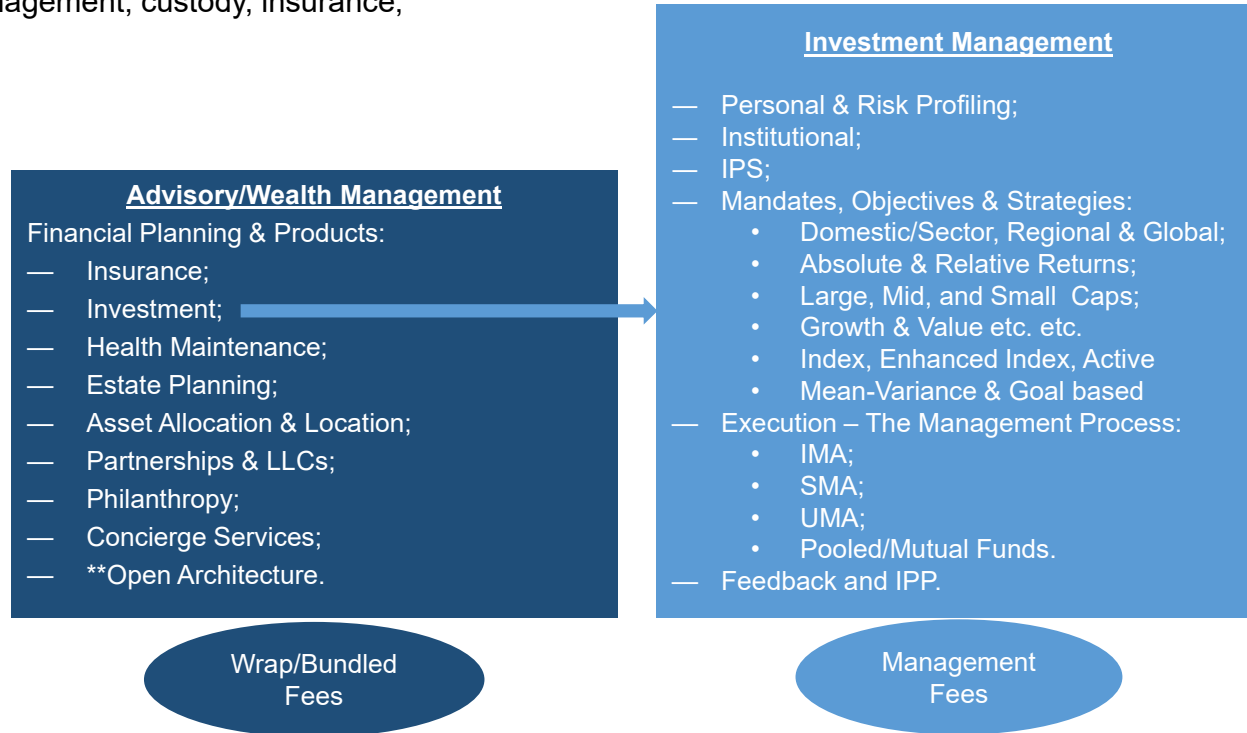 nagement, custody, insurance,
Advisory/Wealth Management
Financial Planning & Products:
— Insurance;
— Investment;
— Health Maintenance;
— Estate Planning;
— Asset Allocation & Location;
— Partnerships & LLCs;
— Philanthropy;
— Concierge Services;
— **Open Architecture.
Wrap/Bundled
Fees
Investment Management
— Personal & Risk Profiling;
— Institutional;
— IPS;
— Mandates, Objectives & Strategies:
• Domestic/Sector, Regional & Global;
• Absolute & Relative Returns;
• Large, Mid, and Small Caps;
• Growth & Value etc. etc.
• Index, Enhanced Index, Active
• Mean-Variance & Goal based
— Execution – The Management Process:
• IMA;
• SMA;
• UMA;
• Pooled/Mutual Funds.
— Feedback and IPP.
Management
Fees